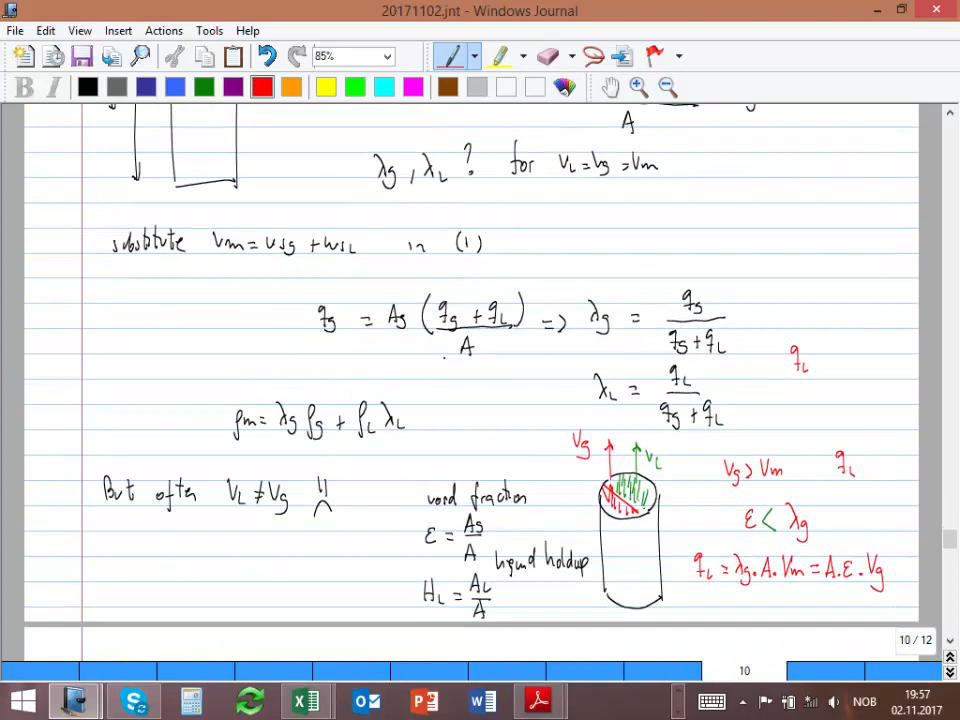 20171102.jnt - Windows Journal
File Edit View Insert Actions Tools Help
85%
B I
A
λg , λL ? for VL = Vg = Vm
substitute Vm = Vsg + VsL in (1)
qg = Ag ( qg + qL / A ) => λg = qg / qg + qL
qL
λL = qL / qg + qL
ρm = λg ρg + ρL λL
Vg VL
Vg > Vm qL
But often VL ≠ Vg !!
void fraction
ε = Ag / A
ε < λg
liquid holdup
qL = λg . A . Vm = A . ε . Vg
HL = AL / A
10 / 12
10
NOB
19:57
02.11.2017